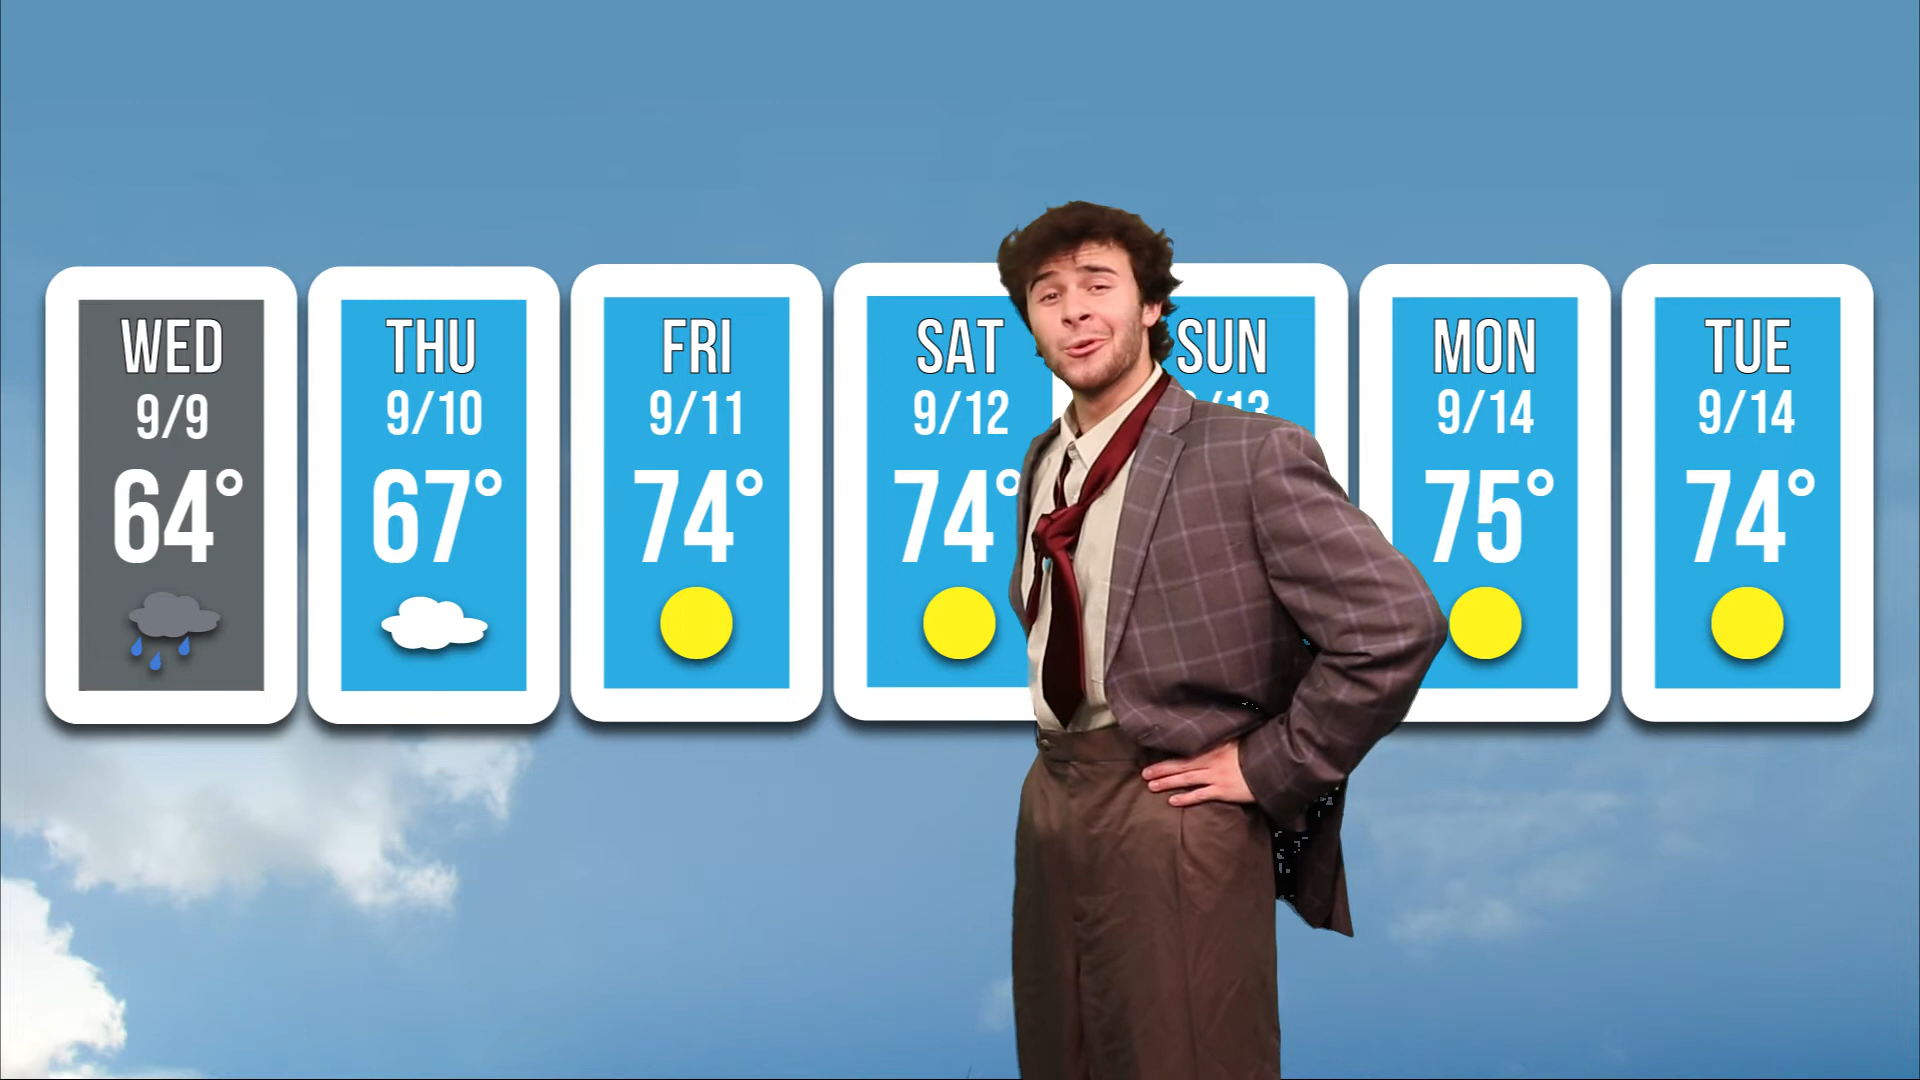 WED
9/9
64°
THU
9/10
67°
FRI
9/11
74°
SAT
9/12
74°
SUN
MON
9/14
75°
TUE
9/14
74°